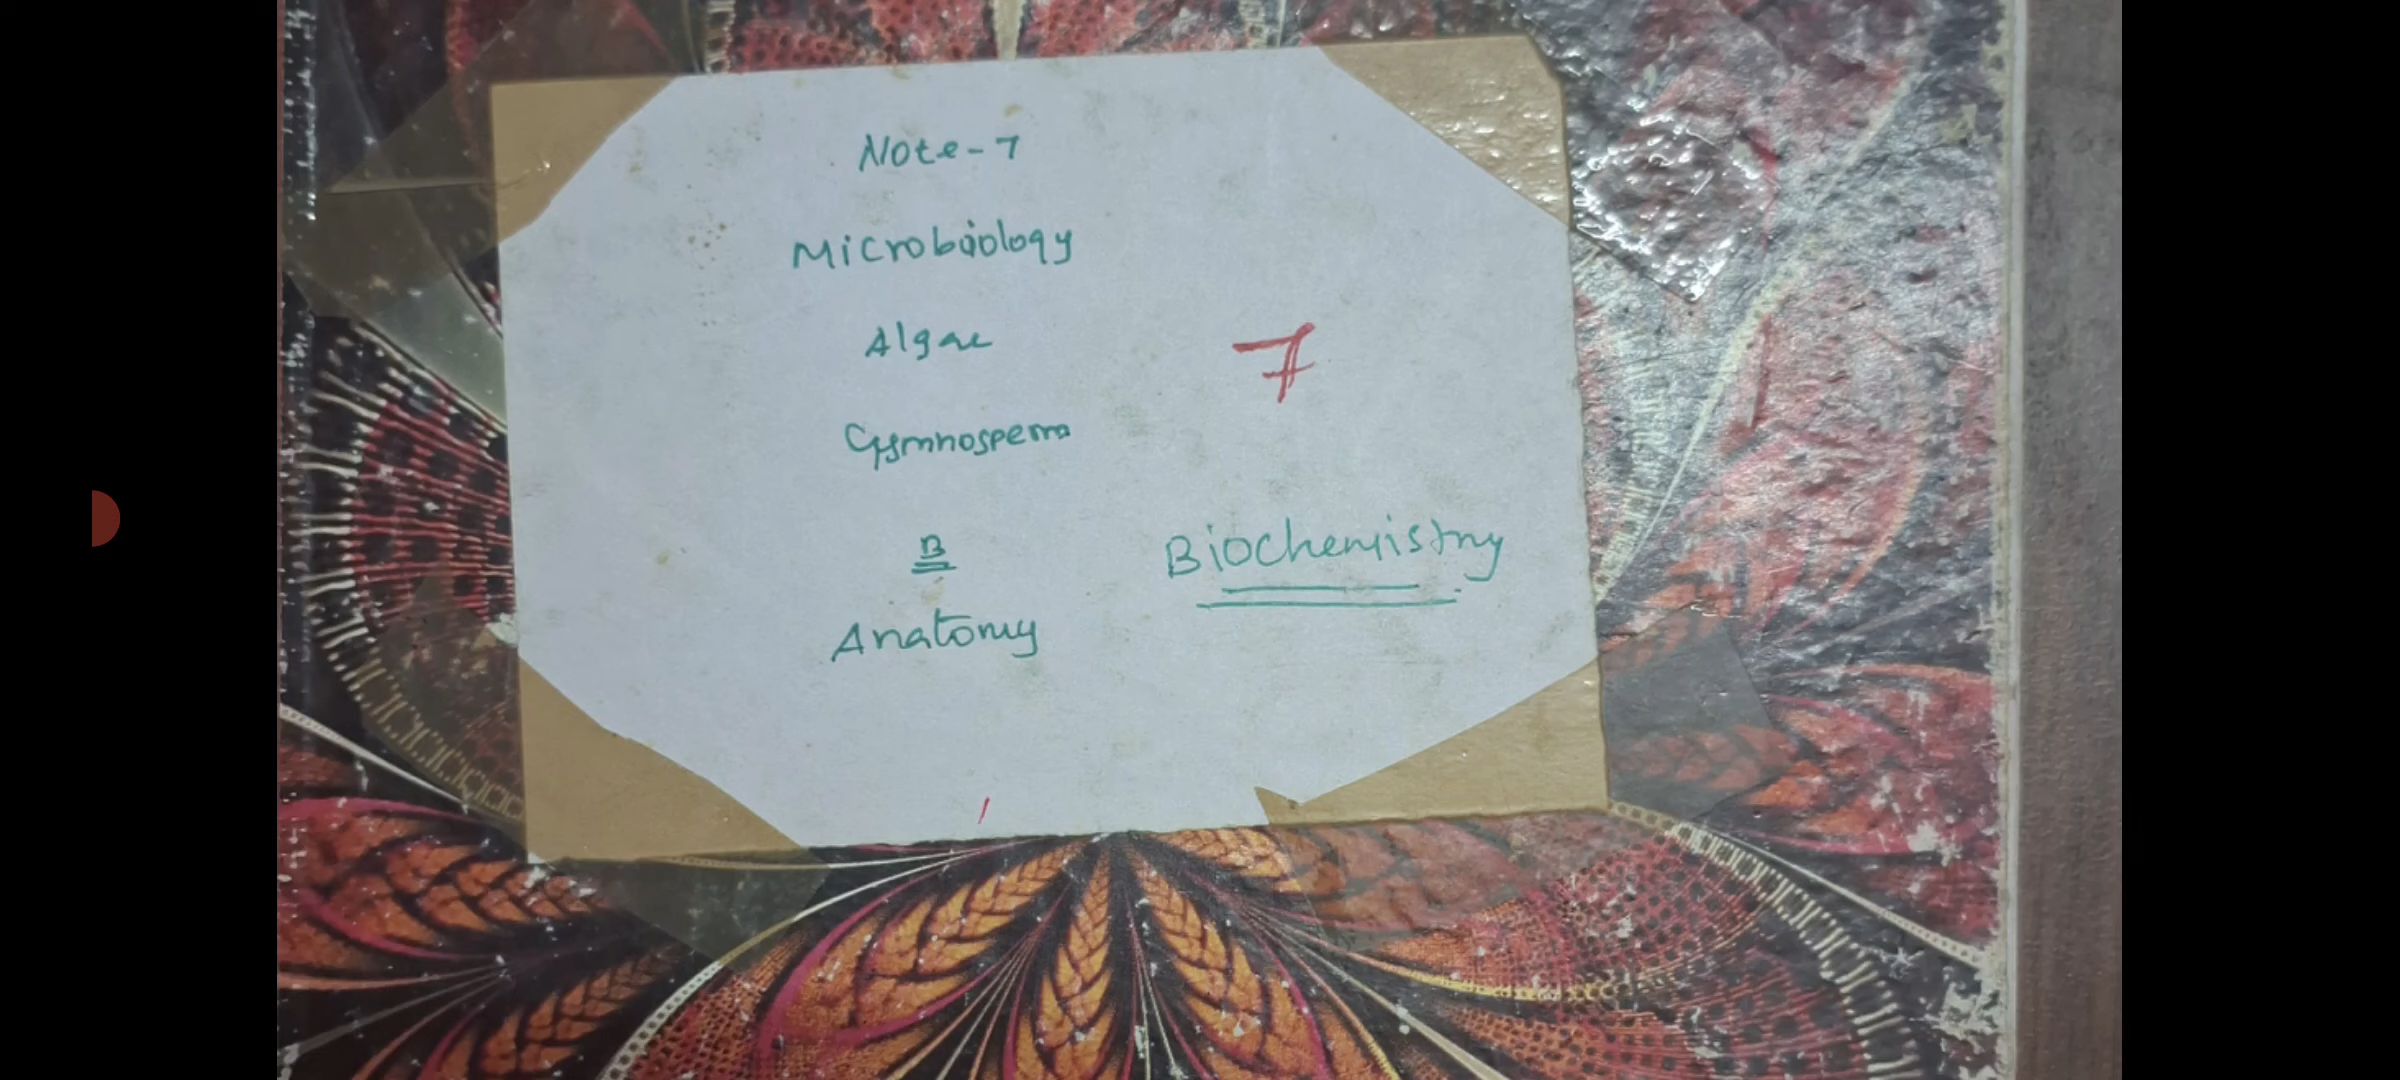 Note-7
Microbiology
Algae
7
Gymnosperm
B
Biochemistry
Anatomy